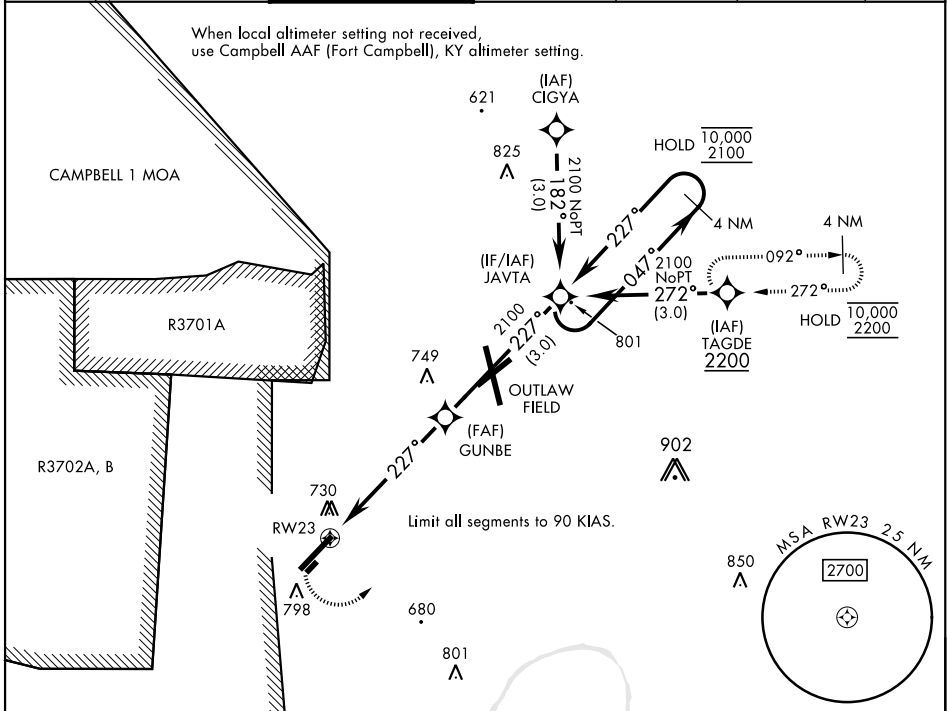 When local altimeter setting not received,
use Campbell AAF (Fort Campbell), KY altimeter setting.
(IAF)
CIGYA
621
825
2100 NoPT
182°
(3.0)
HOLD 10,000
2100
4 NM
227°
047°
CAMPBELL 1 MOA
(IF/IAF)
JAVTA
2100
NoPT
272°
(3.0)
092°
4 NM
272°
HOLD 10,000
2200
(IAF)
TAGDE
2200
801
R3701A
2100
227°
(3.0)
749
OUTLAW
FIELD
(FAF)
GUNBE
227°
R3702A, B
902
730
RW23
Limit all segments to 90 KIAS.
798
680
801
850
MSA RW23 25 NM
2700